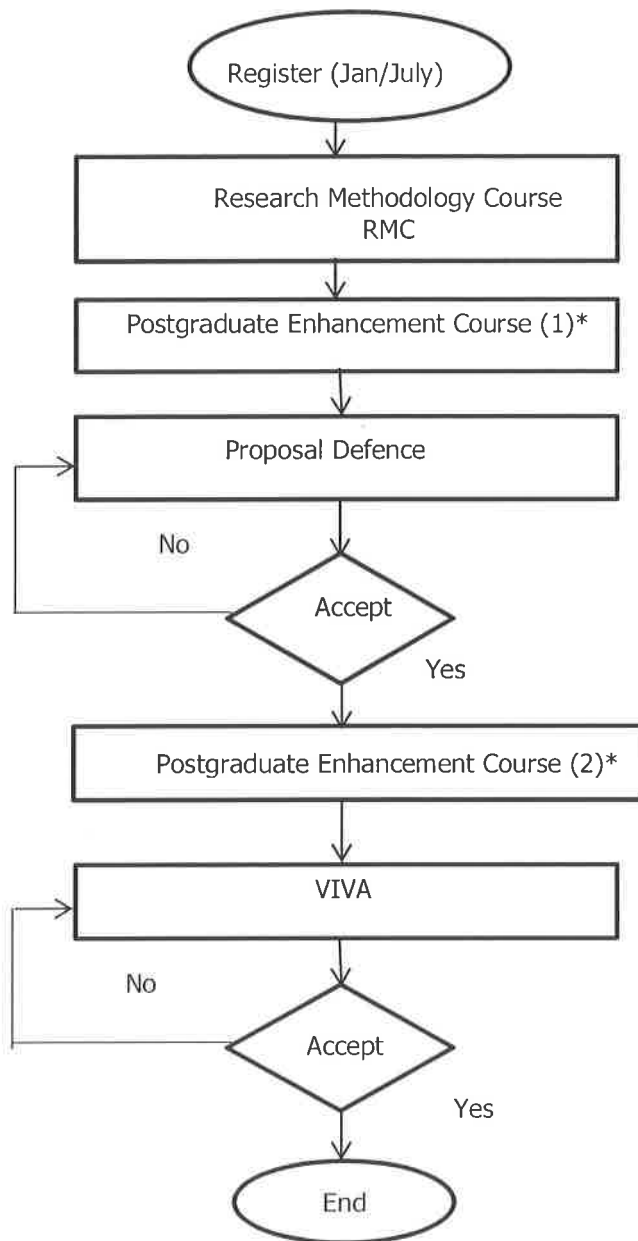 Register (Jan/July)
Research Methodology Course
RMC
Postgraduate Enhancement Course (1)*
Proposal Defence
No
Accept
Yes
Postgraduate Enhancement Course (2)*
VIVA
No
Accept
Yes
End